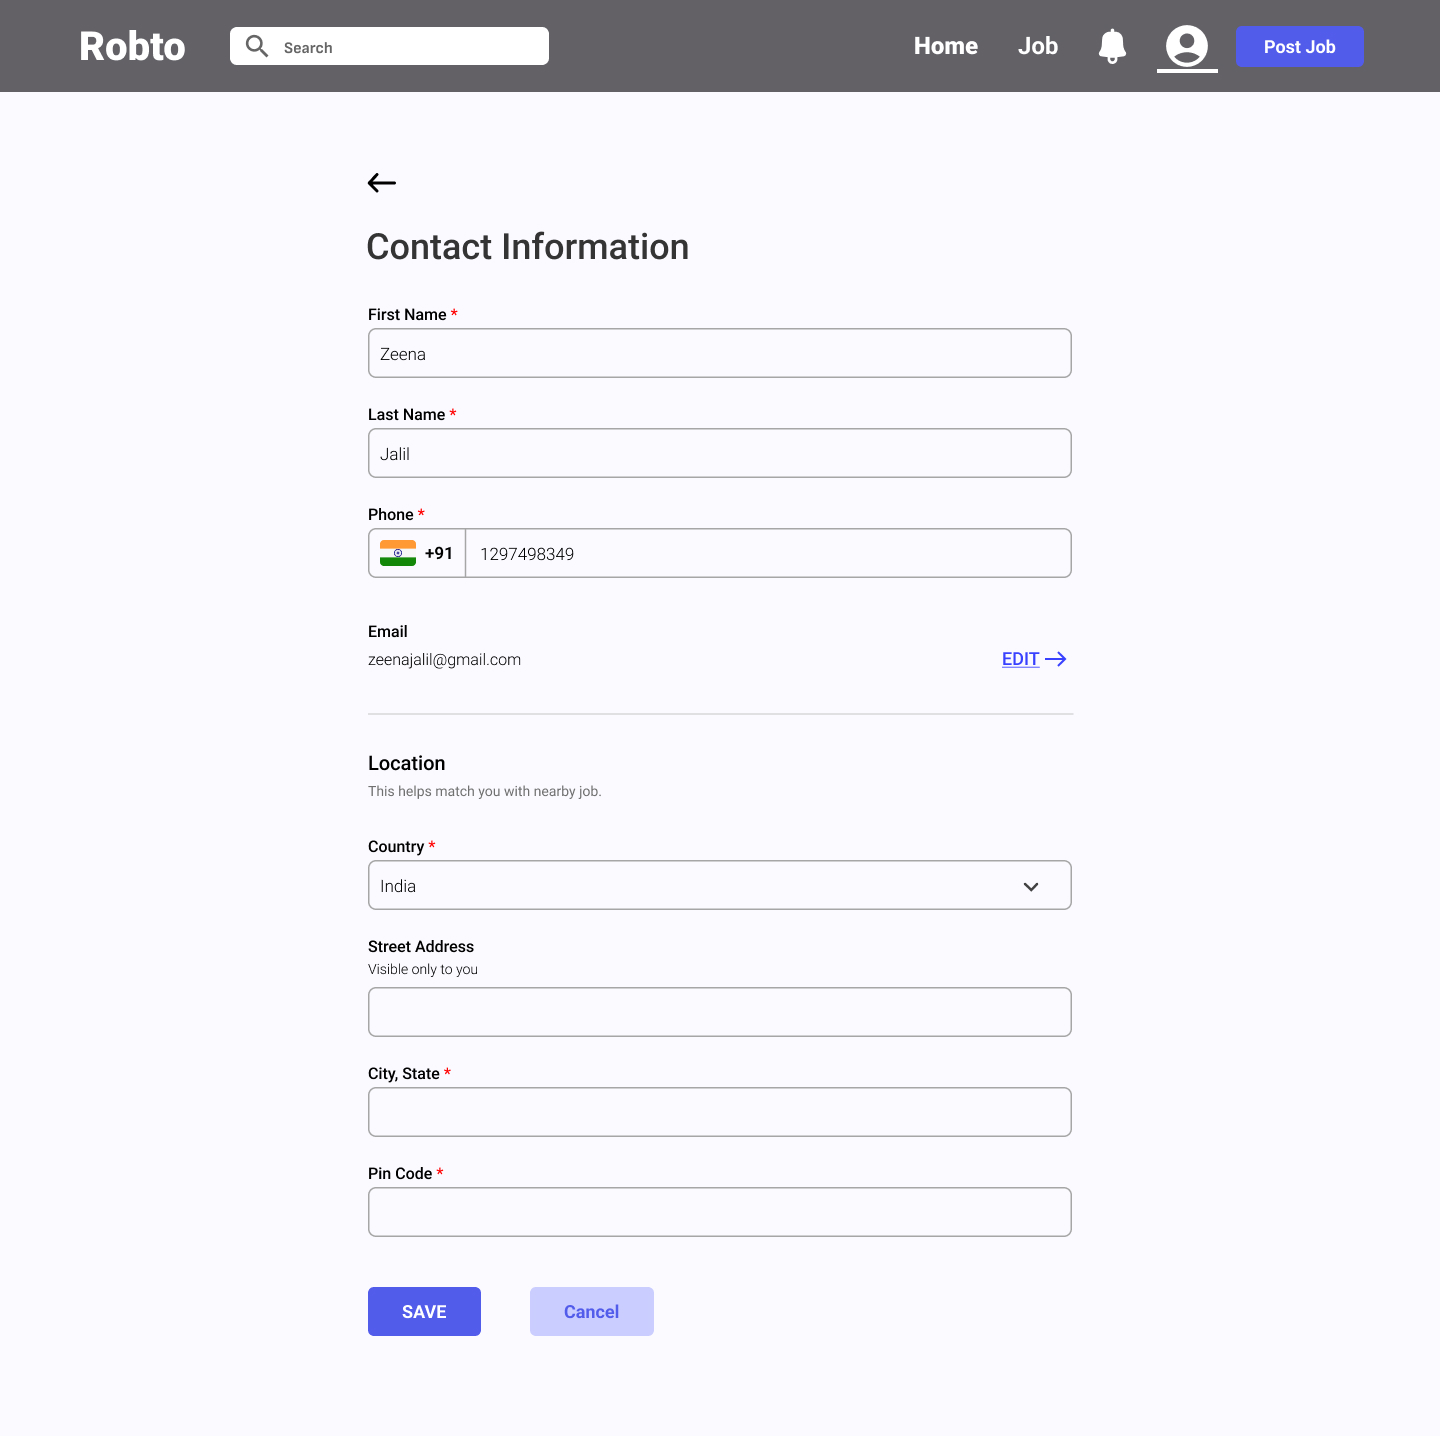 Robto
Search
Home
Job
Post Job
Contact Information
First Name *
Zeena
Last Name *
Jalil
Phone *
+91
1297498349
Email
zeenajalil@gmail.com
EDIT
Location
This helps match you with nearby job.
Country *
India
Street Address
Visible only to you
City, State *
Pin Code *
SAVE
Cancel